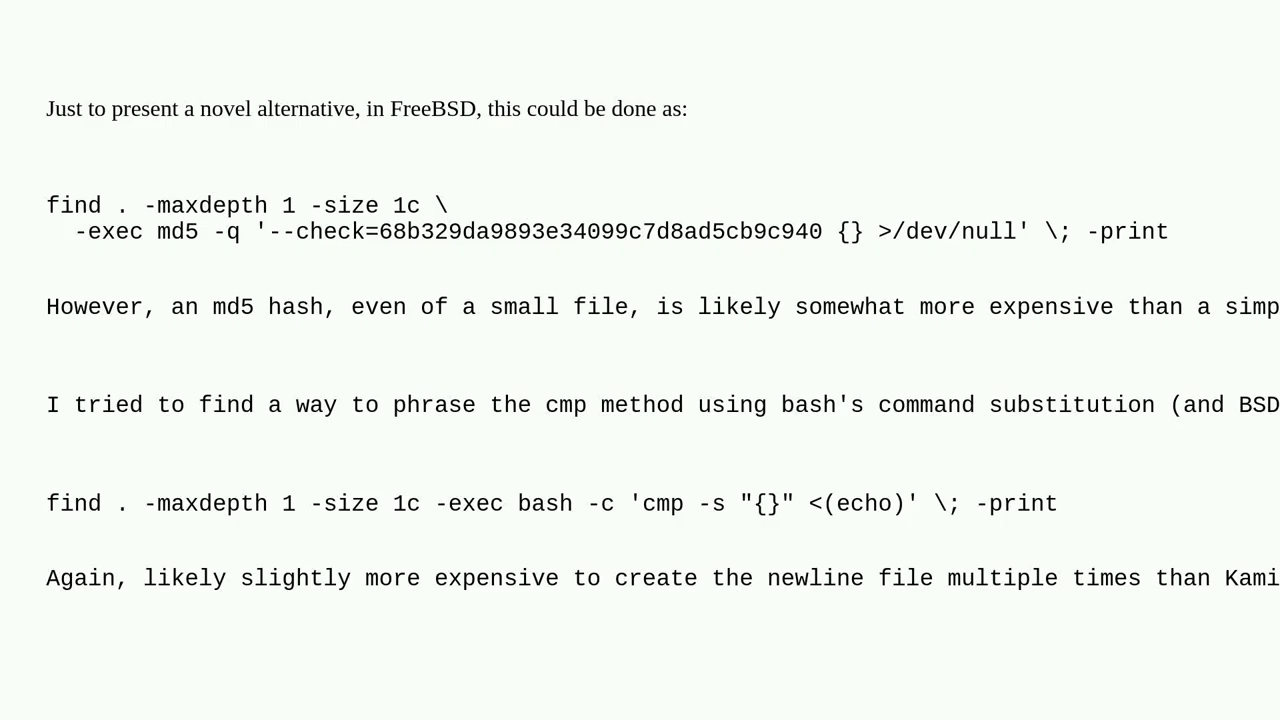 Just to present a novel alternative, in FreeBSD, this could be done as:
find . -maxdepth 1 -size 1c \
  -exec md5 -q '--check=68b329da9893e34099c7d8ad5cb9c940 {} >/dev/null' \; -print
However, an md5 hash, even of a small file, is likely somewhat more expensive than a simp
I tried to find a way to phrase the cmp method using bash's command substitution (and BSD
find . -maxdepth 1 -size 1c -exec bash -c 'cmp -s "{}" <(echo)' \; -print
Again, likely slightly more expensive to create the newline file multiple times than Kami